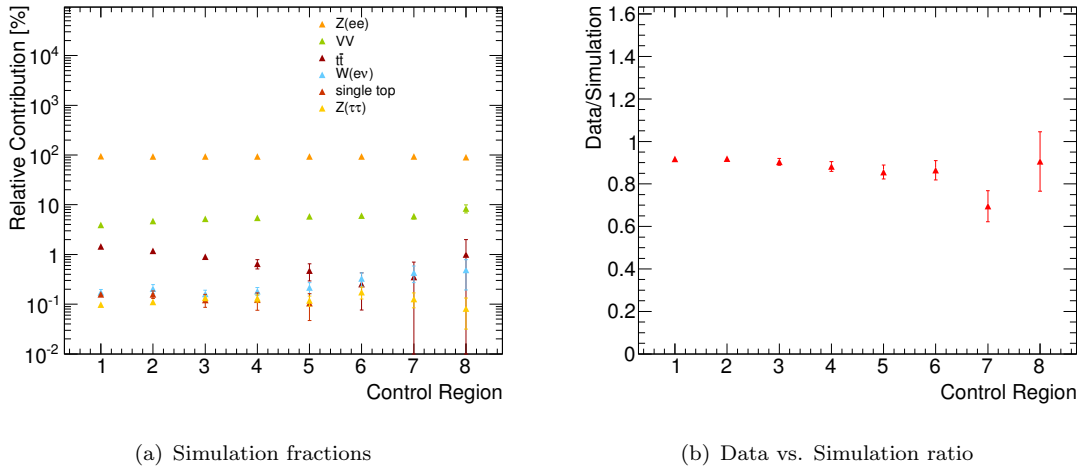 Relative Contribution [%]
10⁴
10³
10²
10
1
10⁻¹
10⁻²
Z(ee)
VV
tt̄
W(eν)
single top
Z(ττ)
1 2 3 4 5 6 7 8
Control Region
(a) Simulation fractions
Data/Simulation
1.6
1.4
1.2
1
0.8
0.6
0.4
0.2
0
1 2 3 4 5 6 7 8
Control Region
(b) Data vs. Simulation ratio